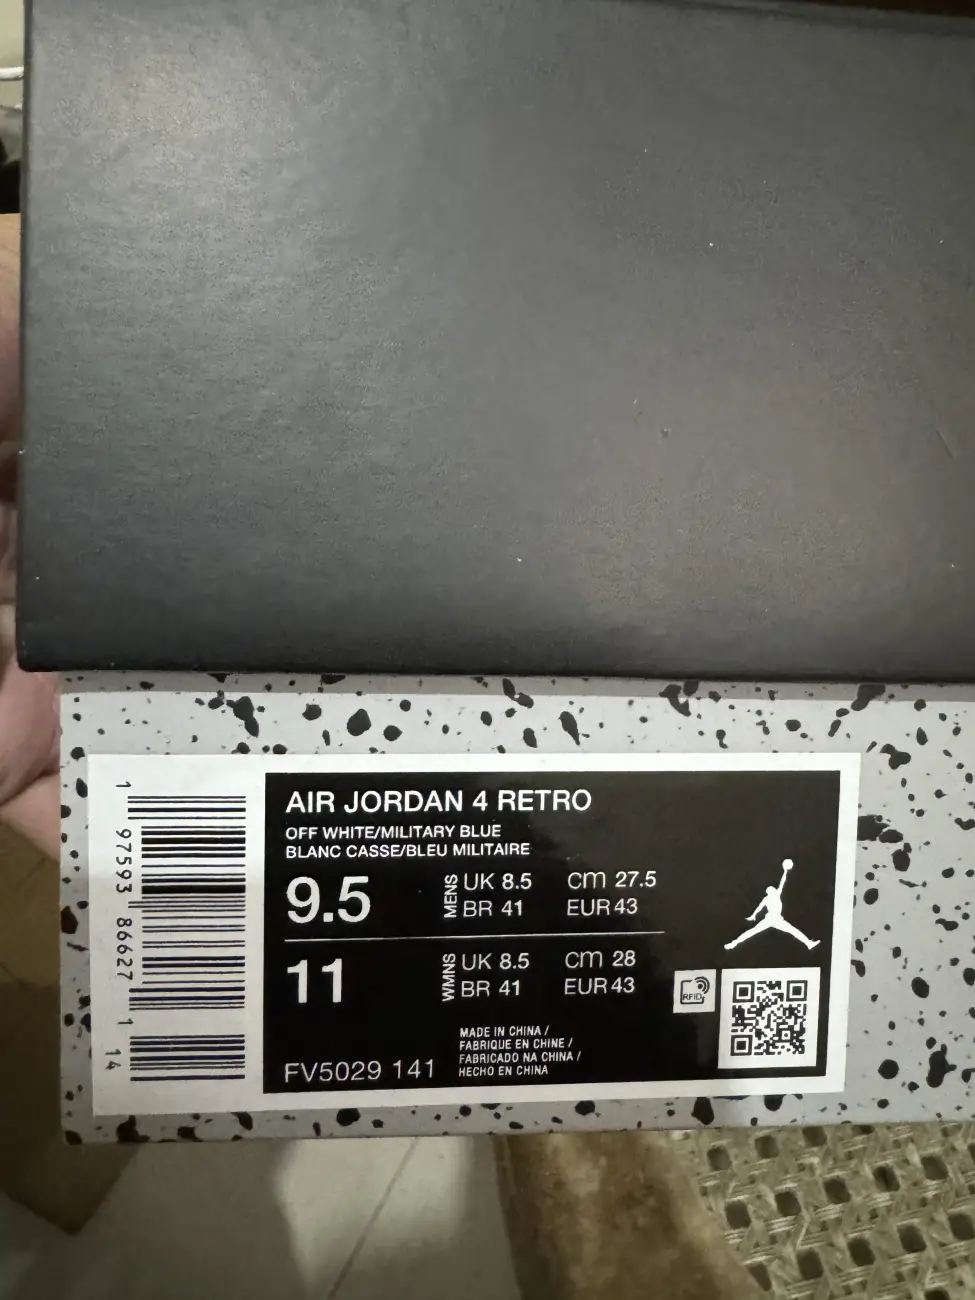 1 97593 86627 1 14
AIR JORDAN 4 RETRO
OFF WHITE/MILITARY BLUE
BLANC CASSE/BLEU MILITAIRE
9.5 MENS UK 8.5 cm 27.5
BR 41 EUR 43
11 WMNS UK 8.5 cm 28
BR 41 EUR 43
RFID
MADE IN CHINA /
FABRIQUE EN CHINE /
FABRICADO NA CHINA /
HECHO EN CHINA
FV5029 141